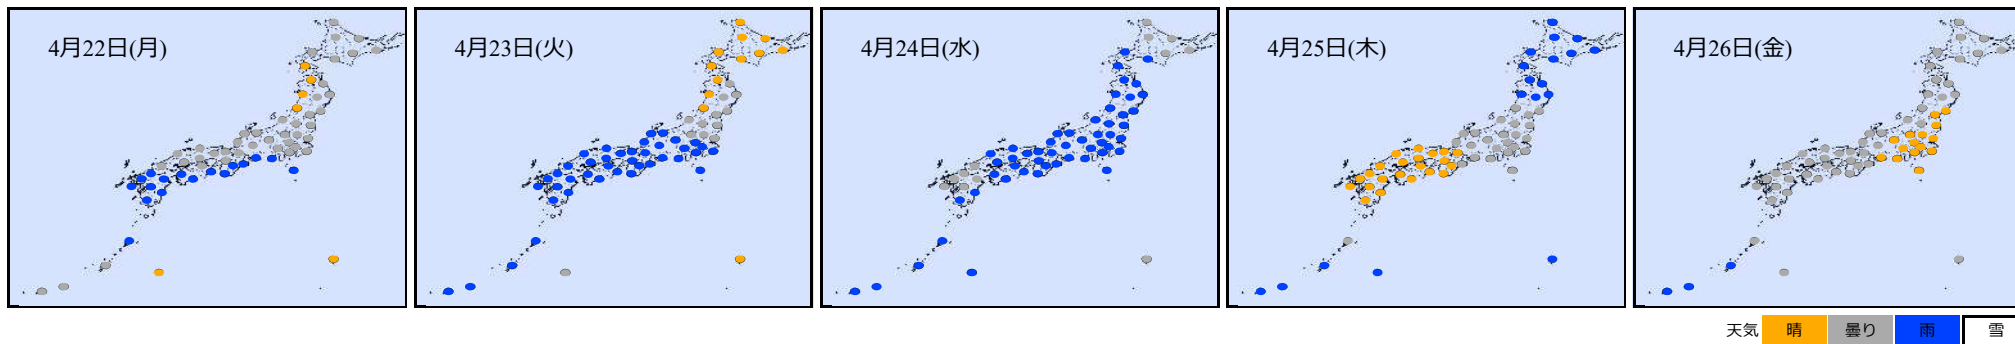 4月22日(月)
4月23日(火)
4月24日(水)
4月25日(木)
4月26日(金)
天気 晴 曇り 雨 雪